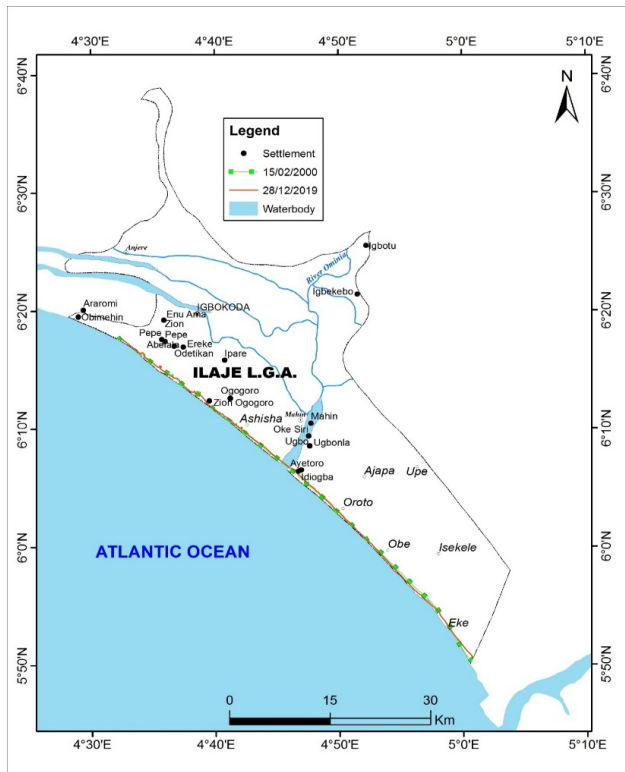 4°30'E
4°40'E
4°50'E
5°0'E
5°10'E
6°40'N
6°40'N
N
Legend
Settlement
15/02/2000
28/12/2019
Waterbody
6°30'N
6°30'N
Anjere
River Ominia
Igbotu
Igbekebo
6°20'N
6°20'N
Araromi
Obimehin
Enu Ama
Zion
IGBOKODA
Pepe
Pepe
Abetala
Ereke
Odetikan
Ipare
ILAJE L.G.A.
Ogogoro
Zion Ogogoro
6°10'N
6°10'N
Ashisha
Mahin
Mahin
Oke Siri
Ugbo
Ugbonla
Ayetoro
Idiogba
Ajapa
Upe
Oroto
6°0'N
6°0'N
ATLANTIC OCEAN
Obe
Isekele
Eke
5°50'N
5°50'N
0
15
30
Km
4°30'E
4°40'E
4°50'E
5°0'E
5°10'E